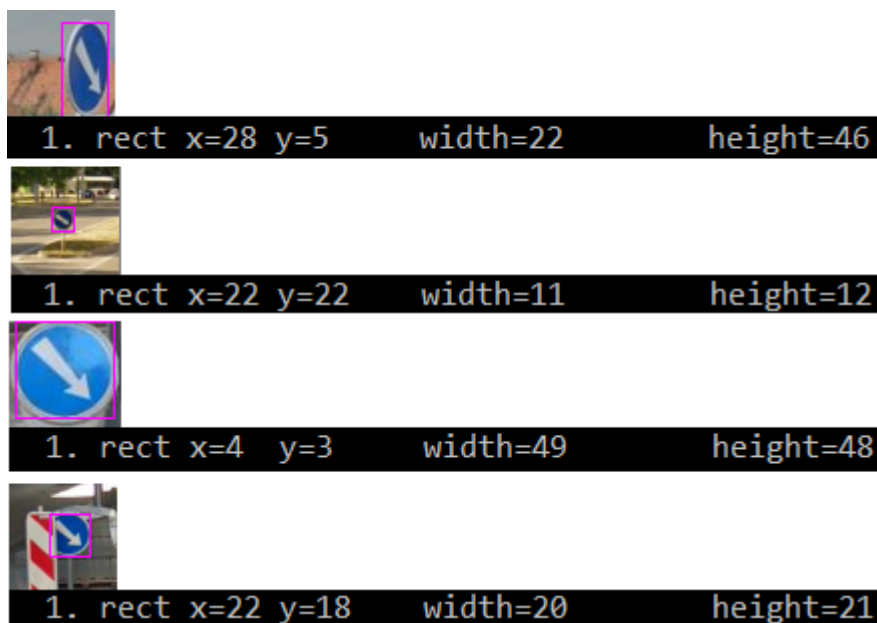 1. rect x=28 y=5 width=22 height=46
1. rect x=22 y=22 width=11 height=12
1. rect x=4 y=3 width=49 height=48
1. rect x=22 y=18 width=20 height=21